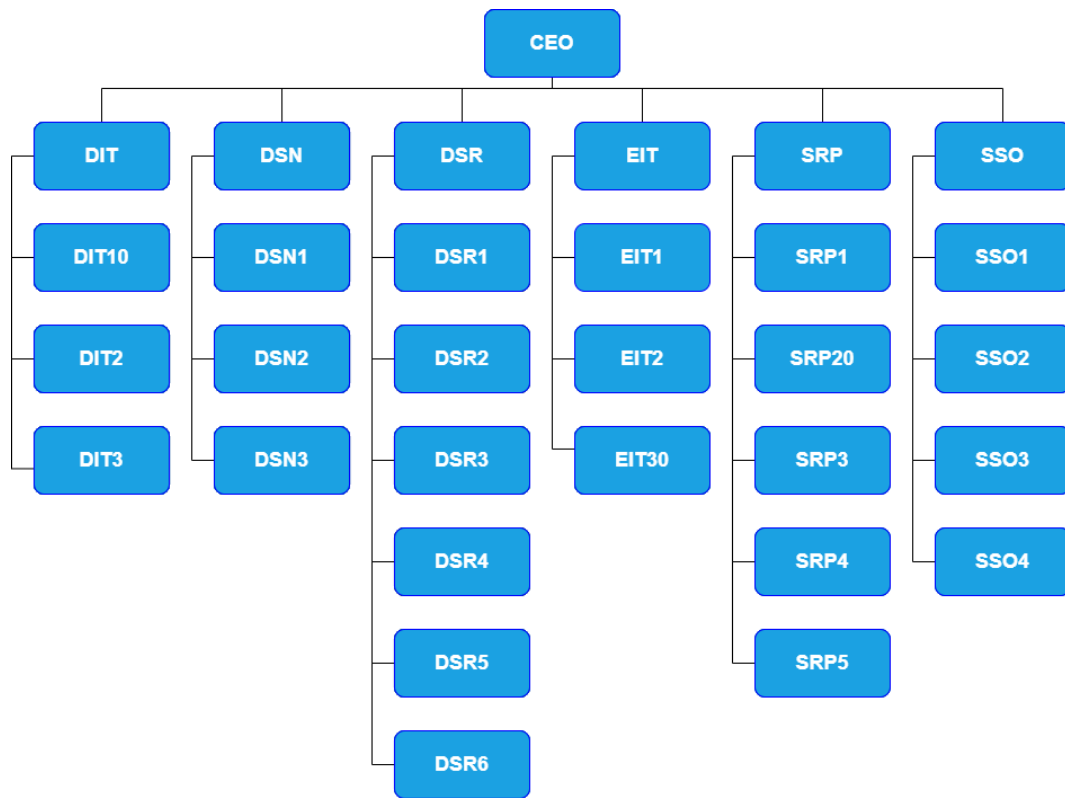 CEO
DIT
DSN
DSR
EIT
SRP
SSO
DIT10
DSN1
DSR1
EIT1
SRP1
SSO1
DIT2
DSN2
DSR2
EIT2
SRP20
SSO2
DIT3
DSN3
DSR3
EIT30
SRP3
SSO3
DSR4
SRP4
SSO4
DSR5
SRP5
DSR6